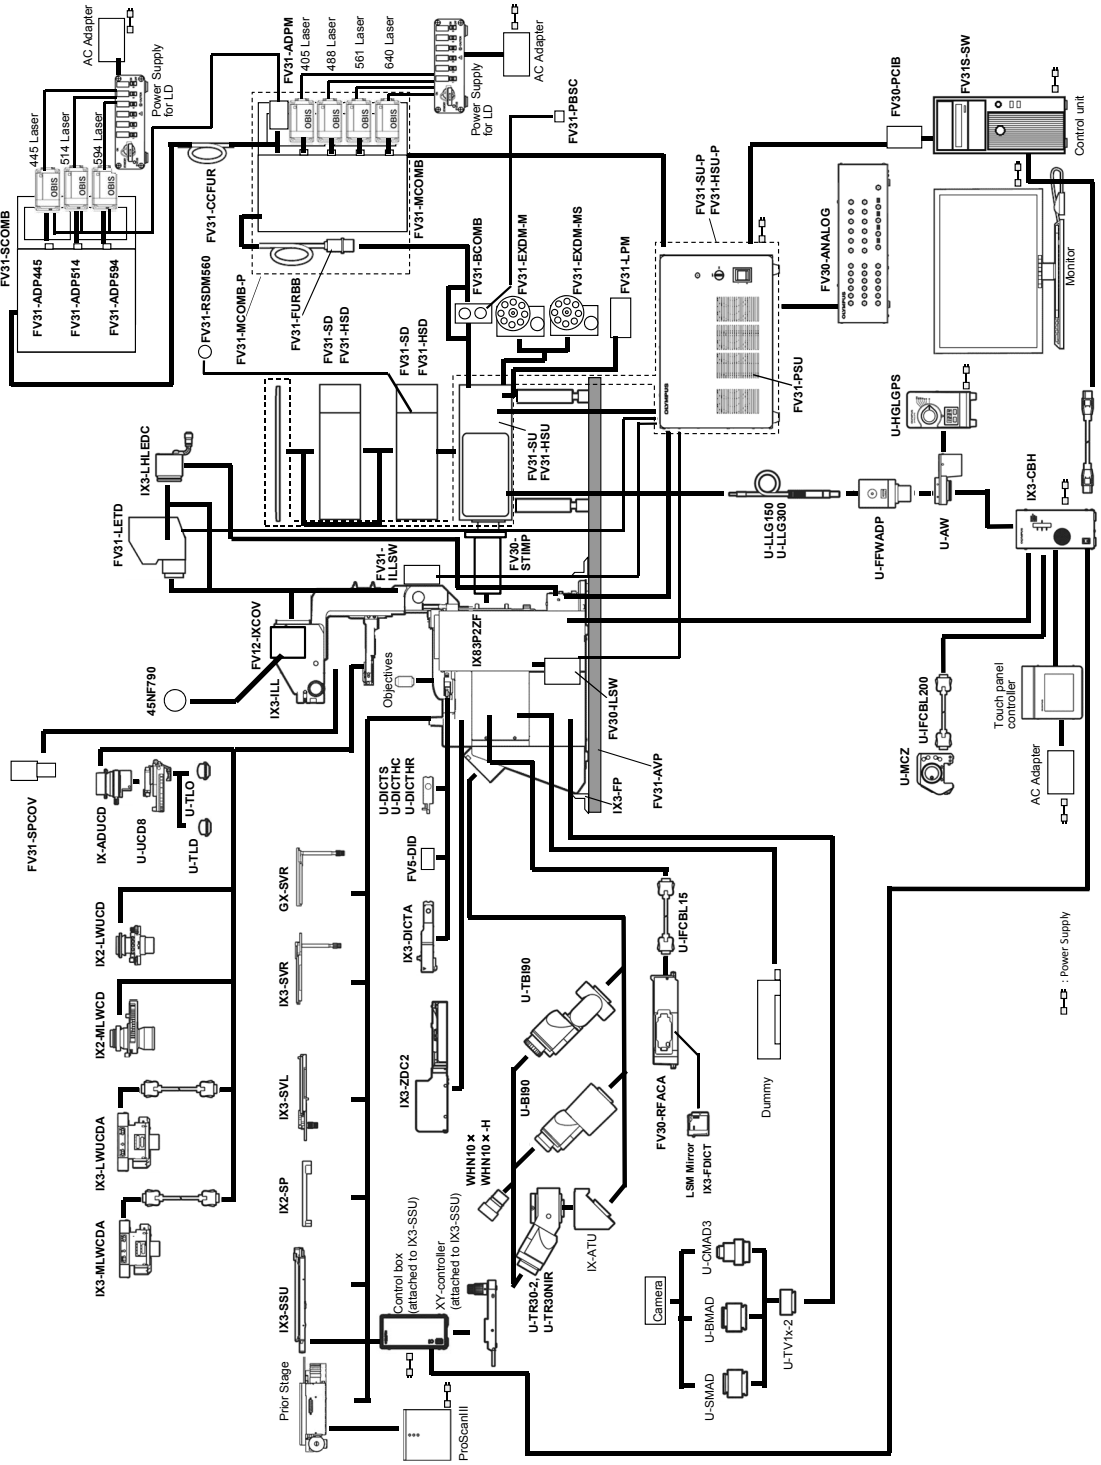 FV31-SCOMB
445 Laser
514 Laser
594 Laser
AC Adapter
Power Supply
for LD
OBIS
OBIS
OBIS
FV31-ADP445
FV31-ADP514
FV31-ADP594
FV31-RSDM560
FV31-CCFUR
FV31-ADPM
405 Laser
488 Laser
561 Laser
640 Laser
OBIS
OBIS
OBIS
OBIS
Power Supply
for LD
AC Adapter
FV31-MCOMB
FV31-MCOMB-P
FV31-FURBB
FV31-PBSC
FV31-BCOMB
FV31-EXDM-M
FV31-EXDM-MS
FV31-LPM
FV31-SD
FV31-HSD
FV31-SD
FV31-HSD
FV31-SU
FV31-HSU
FV31-SU-P
FV31-HSU-P
OLYMPUS
FV31-PSU
FV30-ANALOG
OLYMPUS
FV30-PCIB
FV31S-SW
Control unit
Monitor
U-HGLGPS
U-AW
U-FFWADP
U-LLG150
U-LLG300
IX3-CBH
IX3-LHLEDC
FV31-LETD
FV12-IXCOV
IX3-ILL
45NF790
FV31-SPCOV
FV31-
ILLSW
FV30-
STIMP
IX83P2ZF
Objectives
FV30-ILSW
FV31-AVP
IX3-FP
U-MCZ
U-IFCBL200
Touch panel
controller
AC Adapter
IX-ADUCD
U-UCD8
U-TLO
U-TLD
IX2-LWUCD
IX2-MLWCD
IX3-LWUCDA
IX3-MLWCDA
GX-SVR
IX3-SVR
IX3-SVL
IX2-SP
IX3-SSU
Prior Stage
ProScanIII
U-DICTS
U-DICTHC
U-DICTHR
FV5-DID
IX3-DICTA
IX3-ZDC2
Control box
(attached to IX3-SSU)
XY-controller
(attached to IX3-SSU)
WHN10×
WHN10×-H
U-TBI90
U-BI90
U-TR30-2,
U-TR30NIR
IX-ATU
U-IFCBL15
FV30-RFACA
LSM Mirror
IX3-FDICT
Dummy
Camera
U-CMAD3
U-BMAD
U-SMAD
U-TV1x-2
: Power Supply